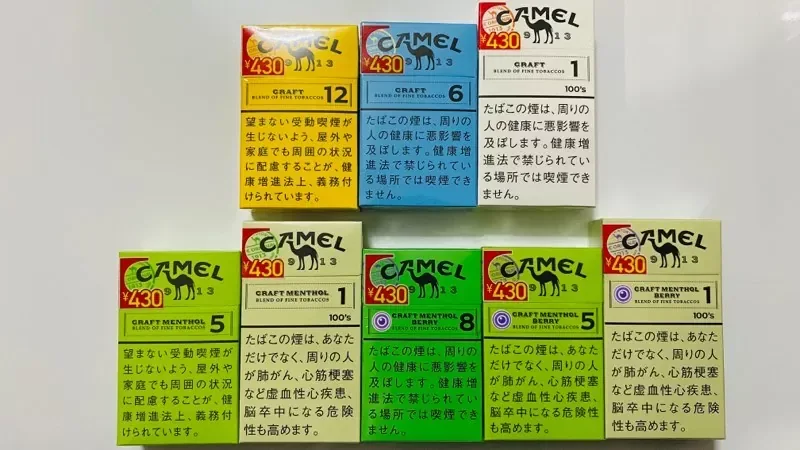 CAMEL
¥430
1913
CRAFT
BLEND OF FINE TOBACCOS
12
望まない受動喫煙が
生じないよう、屋外や
家庭でも周囲の状況
に配慮することが、健
康増進法上、義務付
けられています。
CAMEL
¥430
1913
CRAFT
BLEND OF FINE TOBACCOS
6
たばこの煙は、周りの
人の健康に悪影響を
及ぼします。健康増
進法で禁じられてい
る場所では喫煙でき
ません。
CAMEL
¥430
1913
CRAFT
BLEND OF FINE TOBACCOS
1
100's
たばこの煙は、周りの
人の健康に悪影響を
及ぼします。健康増
進法で禁じられてい
る場所では喫煙でき
ません。
CAMEL
¥430
1913
CRAFT MENTHOL
BLEND OF FINE TOBACCOS
5
望まない受動喫煙が
生じないよう、屋外や
家庭でも周囲の状況
に配慮することが、健
康増進法上、義務付
けられています。
CAMEL
¥430
1913
CRAFT MENTHOL
BLEND OF FINE TOBACCOS
1
100's
たばこの煙は、あなた
だけでなく、周りの人
が肺がん、心筋梗塞
など虚血性心疾患、
脳卒中になる危険
性も高めます。
CAMEL
¥430
1913
CRAFT MENTHOL
BERRY
BLEND OF FINE TOBACCOS
8
たばこの煙は、周りの
人の健康に悪影響を
及ぼします。健康増進
法で禁じられてい
る場所では喫煙でき
ません。
CAMEL
¥430
1913
CRAFT MENTHOL
BERRY
BLEND OF FINE TOBACCOS
5
たばこの煙は、あなた
だけでなく、周りの人
が肺がん、心筋梗塞
など虚血性心疾患、
脳卒中になる危険性
も高めます。
CAMEL
¥430
1913
CRAFT MENTHOL
BERRY
BLEND OF FINE TOBACCOS
1
100's
たばこの煙は、あなた
だけでなく、周りの人
が肺がん、心筋梗塞
など虚血性心疾患、
脳卒中になる危険
性も高めます。